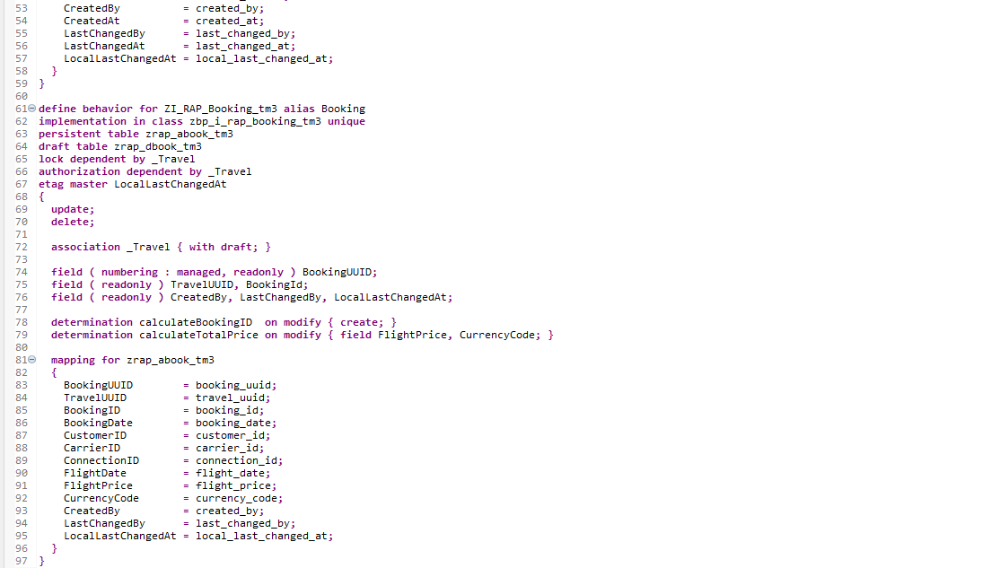 53 CreatedBy = created_by;
54 CreatedAt = created_at;
55 LastChangedBy = last_changed_by;
56 LastChangedAt = last_changed_at;
57 LocalLastChangedAt = local_last_changed_at;
58 }
59 }
60
61 define behavior for ZI_RAP_Booking_tm3 alias Booking
62 implementation in class zbp_i_rap_booking_tm3 unique
63 persistent table zrap_abook_tm3
64 draft table zrap_dbook_tm3
65 lock dependent by _Travel
66 authorization dependent by _Travel
67 etag master LocalLastChangedAt
68 {
69 update;
70 delete;
71
72 association _Travel { with draft; }
73
74 field ( numbering : managed, readonly ) BookingUUID;
75 field ( readonly ) TravelUUID, BookingId;
76 field ( readonly ) CreatedBy, LastChangedBy, LocalLastChangedAt;
77
78 determination calculateBookingID  on modify { create; }
79 determination calculateTotalPrice on modify { field FlightPrice, CurrencyCode; }
80
81 mapping for zrap_abook_tm3
82 {
83 BookingUUID = booking_uuid;
84 TravelUUID = travel_uuid;
85 BookingID = booking_id;
86 BookingDate = booking_date;
87 CustomerID = customer_id;
88 CarrierID = carrier_id;
89 ConnectionID = connection_id;
90 FlightDate = flight_date;
91 FlightPrice = flight_price;
92 CurrencyCode = currency_code;
93 CreatedBy = created_by;
94 LastChangedBy = last_changed_by;
95 LocalLastChangedAt = local_last_changed_at;
96 }
97 }